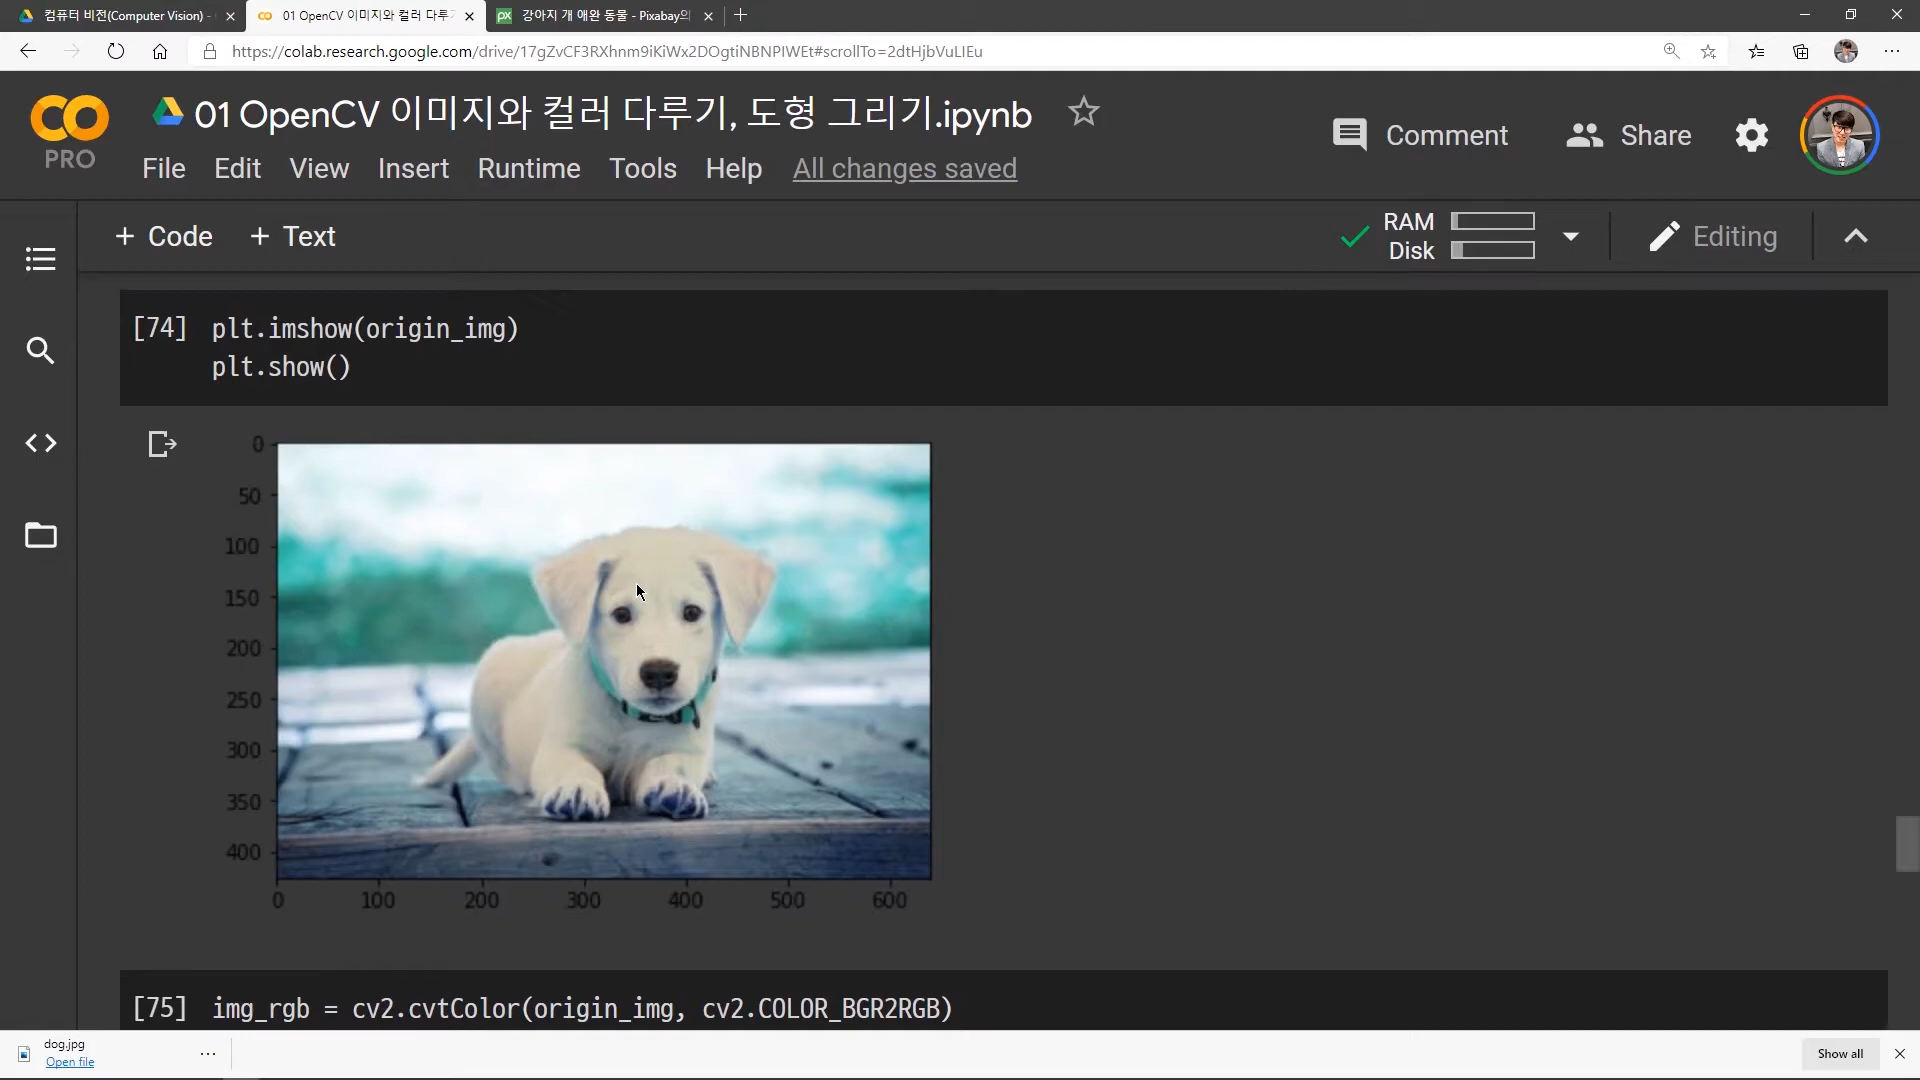 컴퓨터 비전(Computer Vision) -
01 OpenCV 이미지와 컬러 다루기
강아지 개 애완 동물 - Pixabay의
https://colab.research.google.com/drive/17gZvCF3RXhnm9iKiWx2DOgtiNBNPIWEt#scrollTo=2dtHjbVuLIEu
01 OpenCV 이미지와 컬러 다루기, 도형 그리기.ipynb
PRO
Comment
Share
File Edit View Insert Runtime Tools Help All changes saved
+ Code + Text
RAM
Disk
Editing
[74] plt.imshow(origin_img)
plt.show()
0
50
100
150
200
250
300
350
400
0 100 200 300 400 500 600
[75] img_rgb = cv2.cvtColor(origin_img, cv2.COLOR_BGR2RGB)
dog.jpg
Open file
Show all